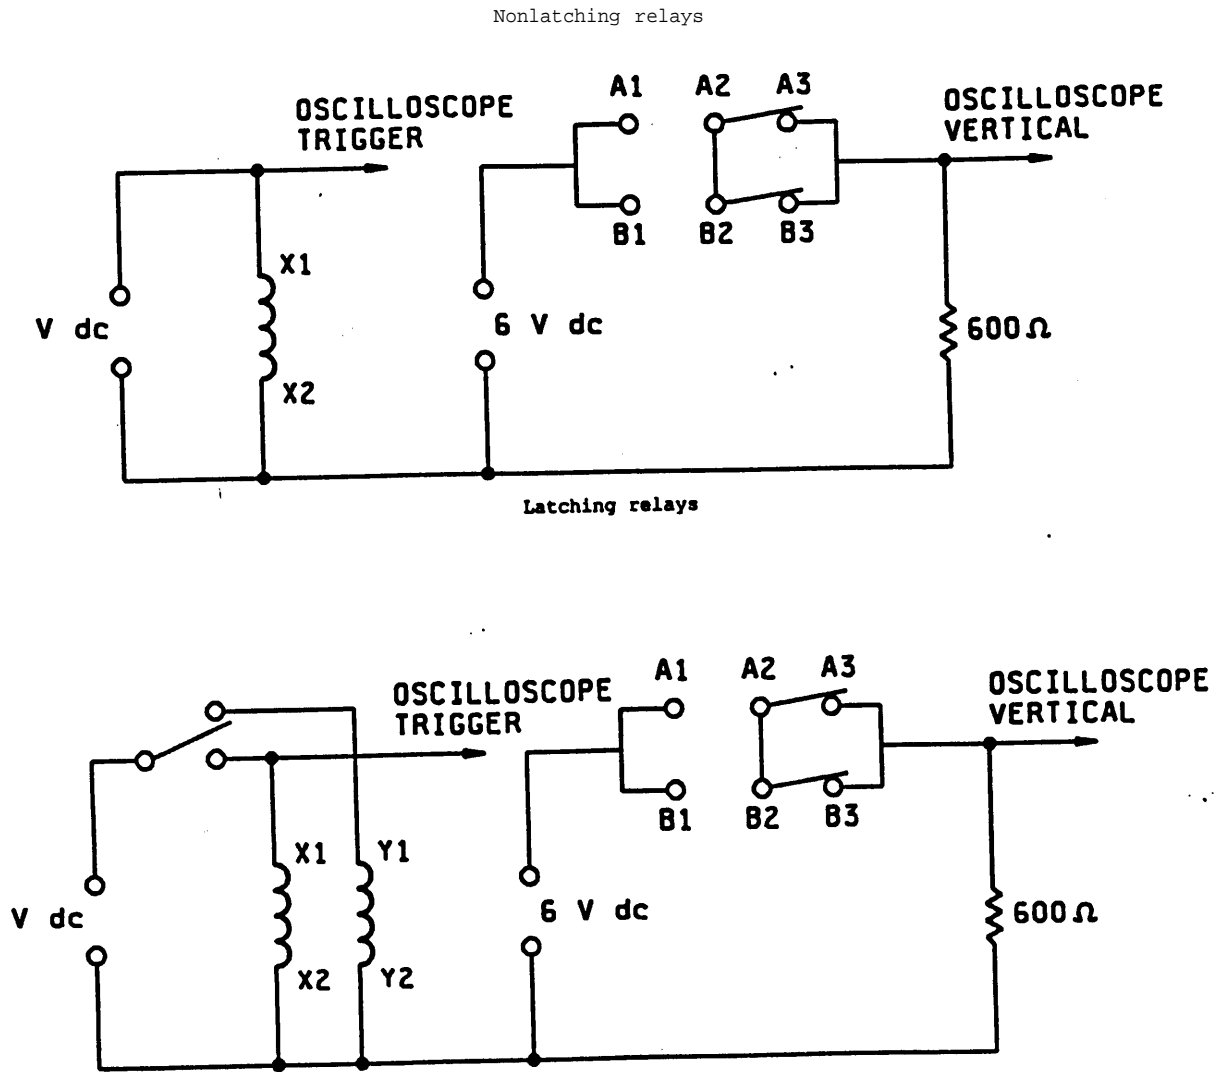 Nonlatching relays
A1 A2 A3
OSCILLOSCOPE
TRIGGER
OSCILLOSCOPE
VERTICAL
B1 B2 B3
X1
V dc
6 V dc
600Ω
X2
Latching relays
A1 A2 A3
OSCILLOSCOPE
TRIGGER
OSCILLOSCOPE
VERTICAL
B1 B2 B3
X1 Y1
V dc
6 V dc
600Ω
X2 Y2